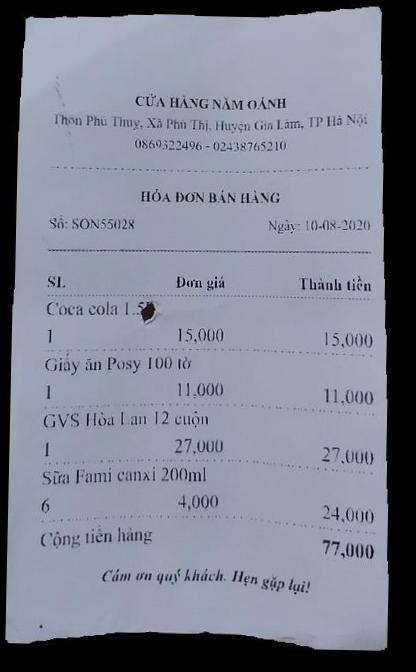 CỬA HÀNG NĂM OÁNH
Thôn Phú Thụy, Xã Phú Thị, Huyện Gia Lâm, TP Hà Nội
0869322496 - 02438765210
HÓA ĐƠN BÁN HÀNG
Số: SON55028 Ngày: 10-08-2020
SL Đơn giá Thành tiền
Coca cola 1.5
1 15,000 15,000
Giấy ăn Posy 100 tờ
1 11,000 11,000
GVS Hà Lan 12 cuộn
1 27,000 27,000
Sữa Fami canxi 200ml
6 4,000 24,000
Cộng tiền hàng 77,000
Cám ơn quý khách. Hẹn gặp lại!